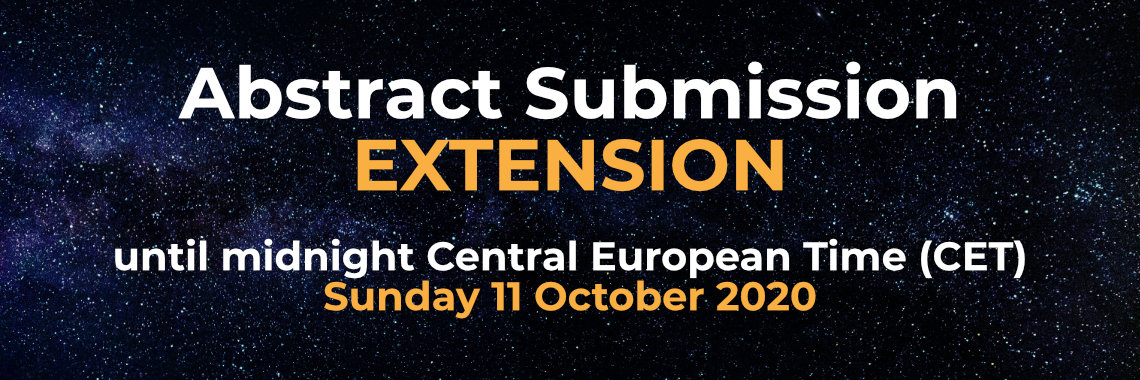 Abstract Submission
EXTENSION
until midnight Central European Time (CET)
Sunday 11 October 2020